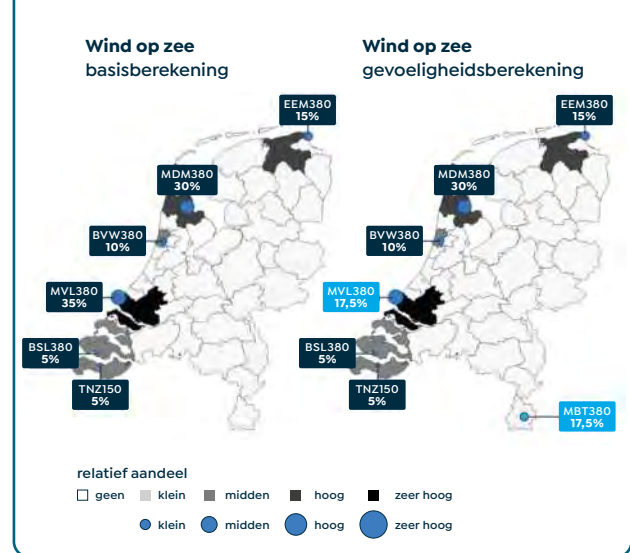 Wind op zee
basisberekening
EEM380
15%
MDM380
30%
BVW380
10%
MVL380
35%
BSL380
5%
TNZ150
5%
Wind op zee
gevoeligheidsberekening
EEM380
15%
MDM380
30%
BVW380
10%
MVL380
17,5%
BSL380
5%
TNZ150
5%
MBT380
17,5%
relatief aandeel
geen klein midden hoog zeer hoog
klein midden hoog zeer hoog